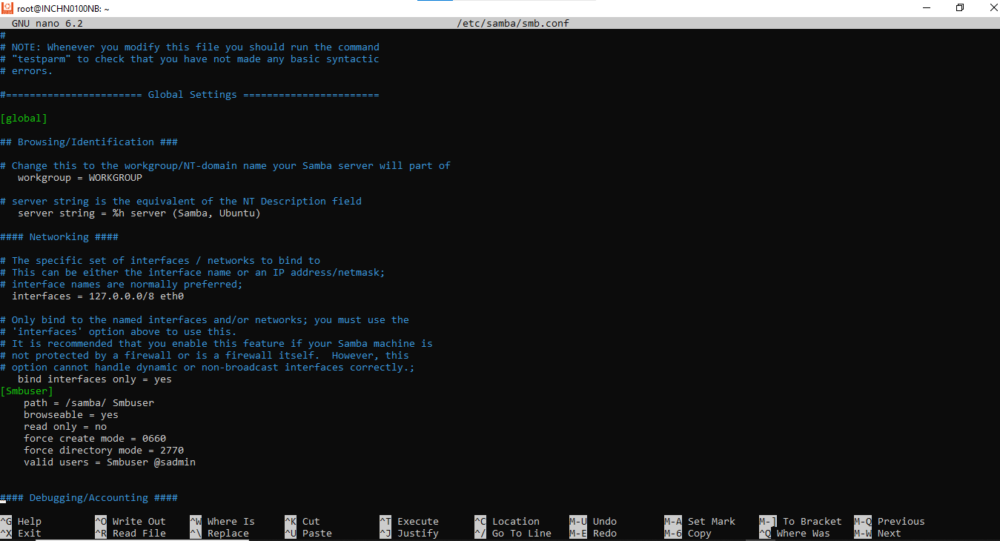 root@INCHN0100NB: ~
GNU nano 6.2 /etc/samba/smb.conf
#
# NOTE: Whenever you modify this file you should run the command
# "testparm" to check that you have not made any basic syntactic
# errors.
#======================= Global Settings =======================
[global]
## Browsing/Identification ###
# Change this to the workgroup/NT-domain name your Samba server will part of
workgroup = WORKGROUP
# server string is the equivalent of the NT Description field
server string = %h server (Samba, Ubuntu)
#### Networking ####
# The specific set of interfaces / networks to bind to
# This can be either the interface name or an IP address/netmask;
# interface names are normally preferred;
interfaces = 127.0.0.0/8 eth0
# Only bind to the named interfaces and/or networks; you must use the
# 'interfaces' option above to use this.
# It is recommended that you enable this feature if your Samba machine is
# not protected by a firewall or is a firewall itself.  However, this
# option cannot handle dynamic or non-broadcast interfaces correctly.;
bind interfaces only = yes
[Smbuser]
path = /samba/ Smbuser
browseable = yes
read only = no
force create mode = 0660
force directory mode = 2770
valid users = Smbuser @sadmin
#### Debugging/Accounting ####
^G Help ^O Write Out ^W Where Is ^K Cut ^T Execute ^C Location M-U Undo M-A Set Mark M-] To Bracket M-Q Previous
^X Exit ^R Read File ^\ Replace ^U Paste ^J Justify ^/ Go To Line M-E Redo M-6 Copy ^Q Where Was M-W Next